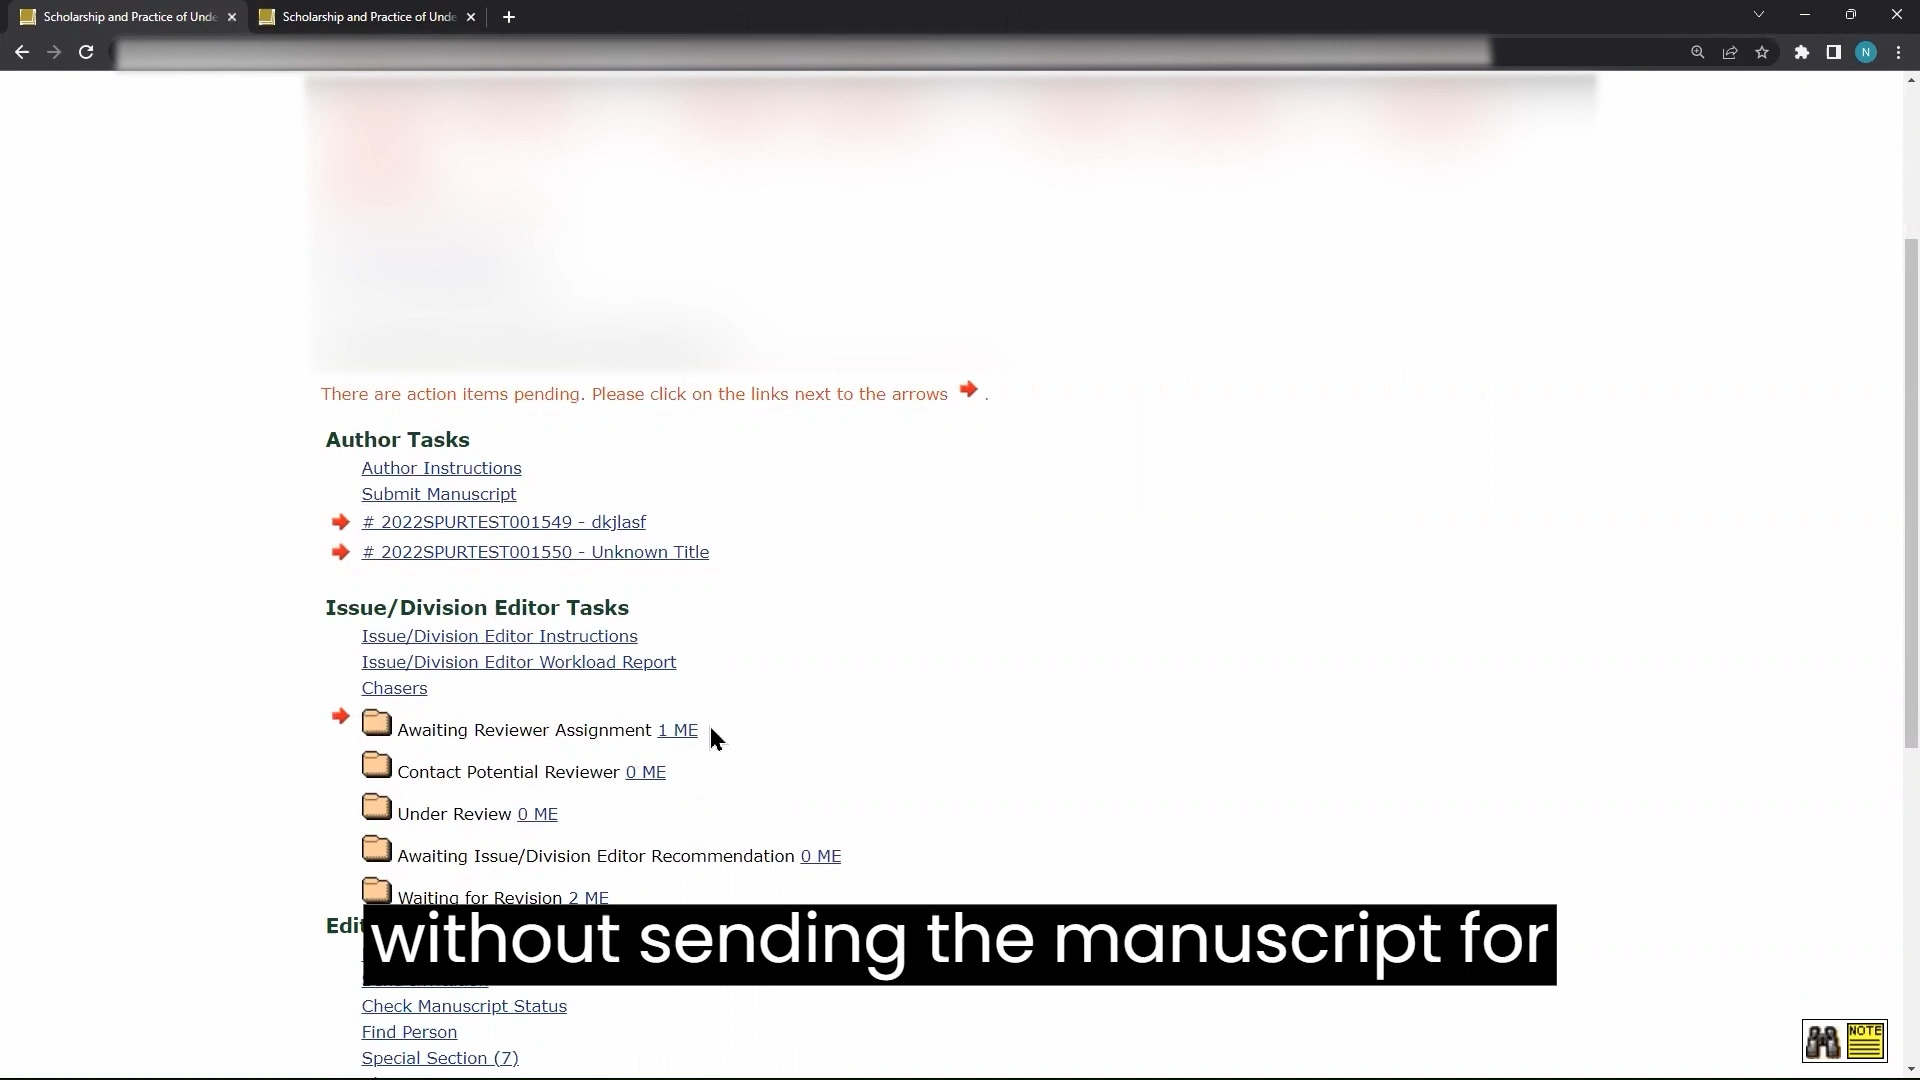 Scholarship and Practice of Unde
Scholarship and Practice of Unde
N
There are action items pending. Please click on the links next to the arrows .
Author Tasks
Author Instructions
Submit Manuscript
# 2022SPURTEST001549 - dkjlasf
# 2022SPURTEST001550 - Unknown Title
Issue/Division Editor Tasks
Issue/Division Editor Instructions
Issue/Division Editor Workload Report
Chasers
Awaiting Reviewer Assignment 1 ME
Contact Potential Reviewer 0 ME
Under Review 0 ME
Awaiting Issue/Division Editor Recommendation 0 ME
Waiting for Revision 2 ME
without sending the manuscript for
Check Manuscript Status
Find Person
Special Section (7)
NOTE